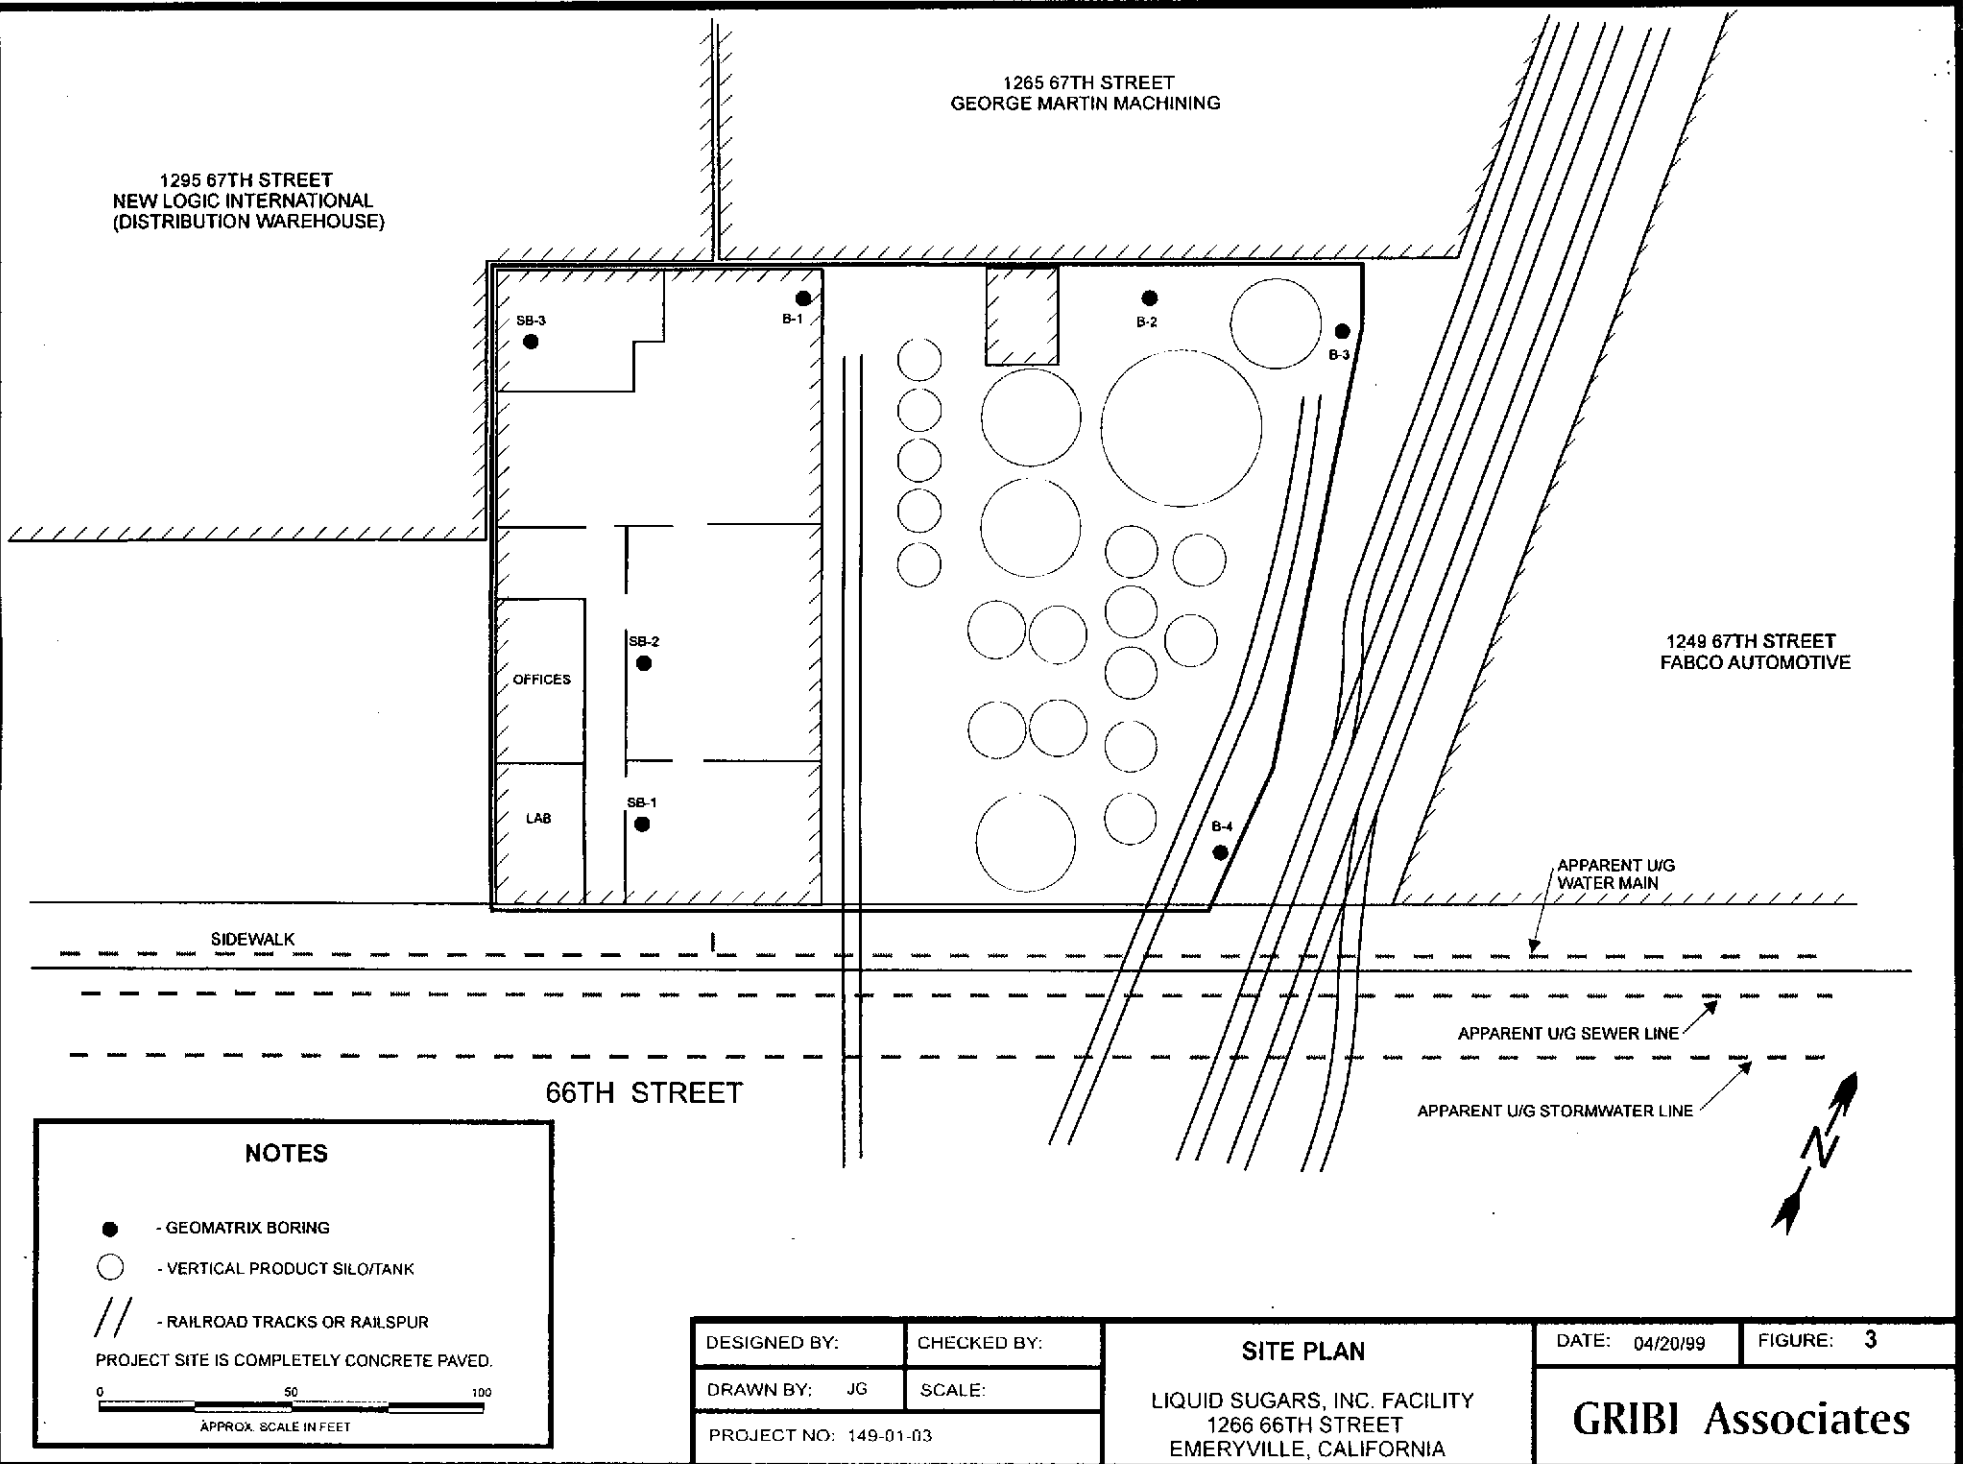 1265 67TH STREET
GEORGE MARTIN MACHINING
1295 67TH STREET
NEW LOGIC INTERNATIONAL
(DISTRIBUTION WAREHOUSE)
SB-3
B-1
B-2
B-3
1249 67TH STREET
FABCO AUTOMOTIVE
SB-2
OFFICES
SB-1
LAB
B-4
APPARENT U/G
WATER MAIN
SIDEWALK
APPARENT U/G SEWER LINE
66TH STREET
APPARENT U/G STORMWATER LINE
N
NOTES
- GEOMATRIX BORING
- VERTICAL PRODUCT SILO/TANK
- RAILROAD TRACKS OR RAILSPUR
PROJECT SITE IS COMPLETELY CONCRETE PAVED.
0 50 100
APPROX. SCALE IN FEET
DESIGNED BY:
CHECKED BY:
DRAWN BY: JG
SCALE:
PROJECT NO: 149-01-03
SITE PLAN
LIQUID SUGARS, INC. FACILITY
1266 66TH STREET
EMERYVILLE, CALIFORNIA
DATE: 04/20/99
FIGURE: 3
GRIBI Associates